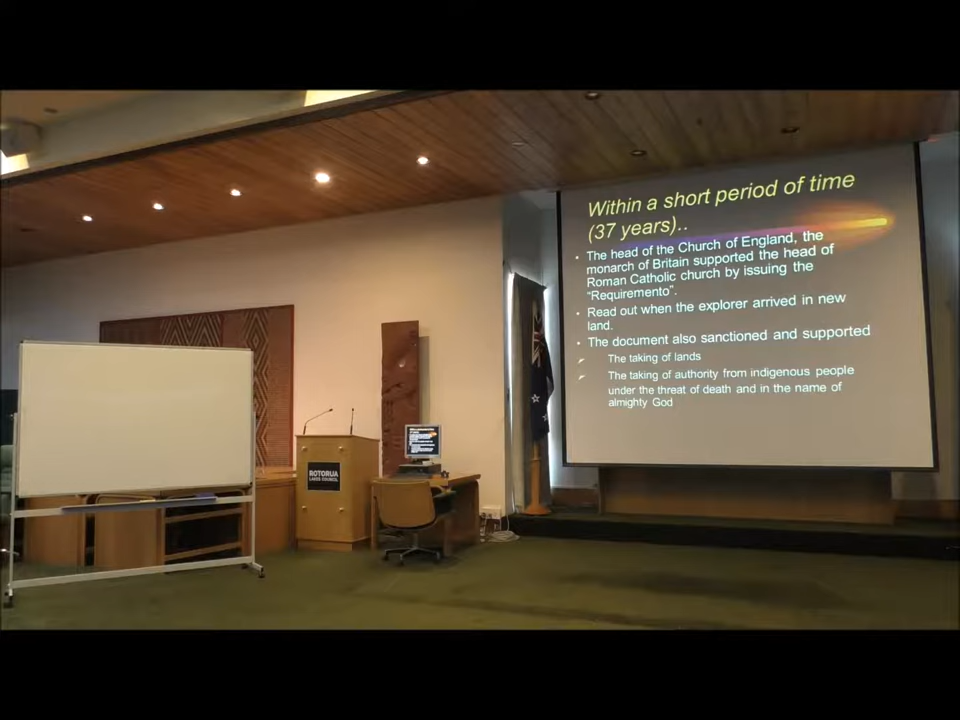 Within a short period of time
(37 years)..
• The head of the Church of England, the
monarch of Britain supported the head of
Roman Catholic church by issuing the
"Requiremento".
• Read out when the explorer arrived in new
land.
• The document also sanctioned and supported
The taking of lands
The taking of authority from indigenous people
under the threat of death and in the name of
almighty God
ROTORUA
LAKES COUNCIL